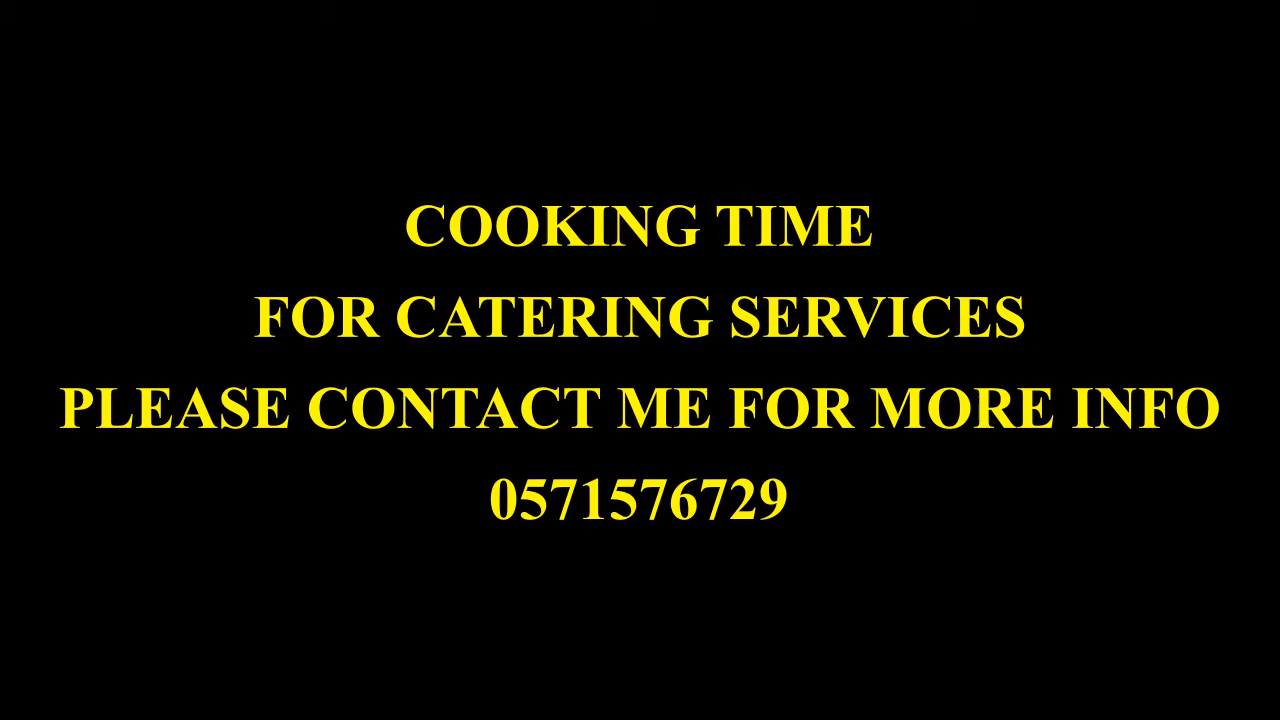 COOKING TIME
FOR CATERING SERVICES
PLEASE CONTACT ME FOR MORE INFO
0571576729